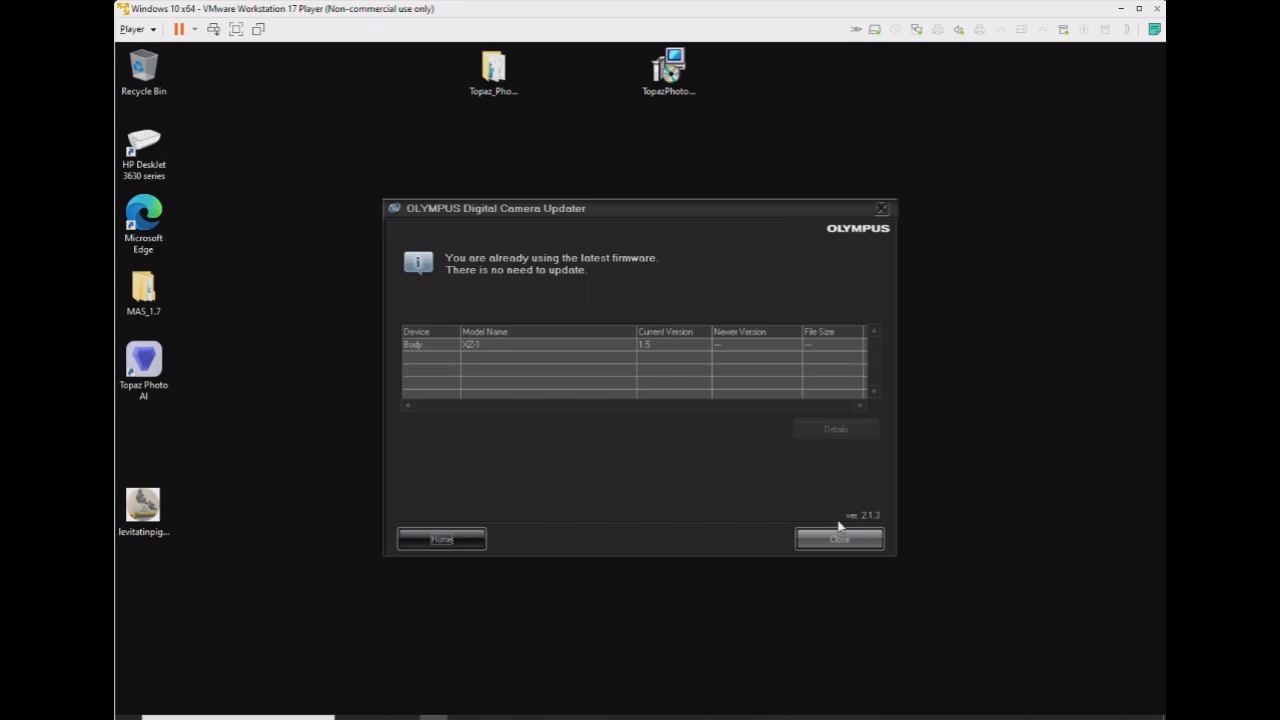 Windows 10 x64 - VMware Workstation 17 Player (Non-commercial use only)
Player
Recycle Bin
Topaz_Pho...
TopazPhoto...
HP DeskJet
3630 series
Microsoft
Edge
MAS_1.7
Topaz Photo
AI
levitatinpig...
OLYMPUS Digital Camera Updater
OLYMPUS
You are already using the latest firmware.
There is no need to update.
Device Model Name Current Version Newer Version File Size
Body XZ-1 1.5 --- ---
Details
ver. 2.1.3
Home Close